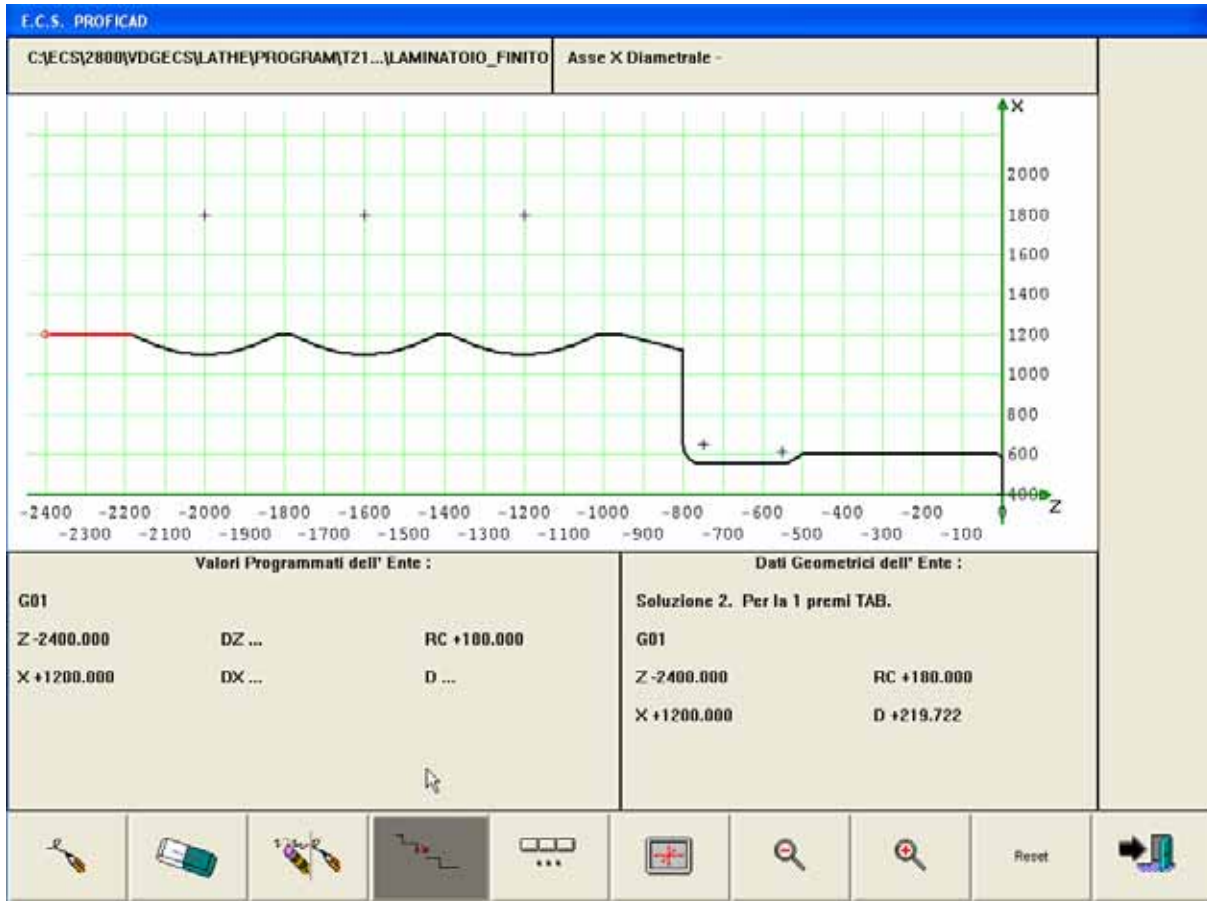 E.C.S. PROFICAD
C:\ECS\2800\VDGECS\LATHE\PROGRAM\T21...\LAMINATOIO_FINITO
Asse X Diametrale -
X
2000
1800
1600
1400
1200
1000
800
600
400
Z
-2400 -2200 -2000 -1800 -1600 -1400 -1200 -1000 -800 -600 -400 -200 0
-2300 -2100 -1900 -1700 -1500 -1300 -1100 -900 -700 -500 -300 -100
Valori Programmati dell' Ente :
G01
Z -2400.000 DZ ... RC +180.000
X +1200.000 DX ... D ...
Dati Geometrici dell' Ente :
Soluzione 2. Per la 1 premi TAB.
G01
Z -2400.000 RC +180.000
X +1200.000 D +219.722
Reset